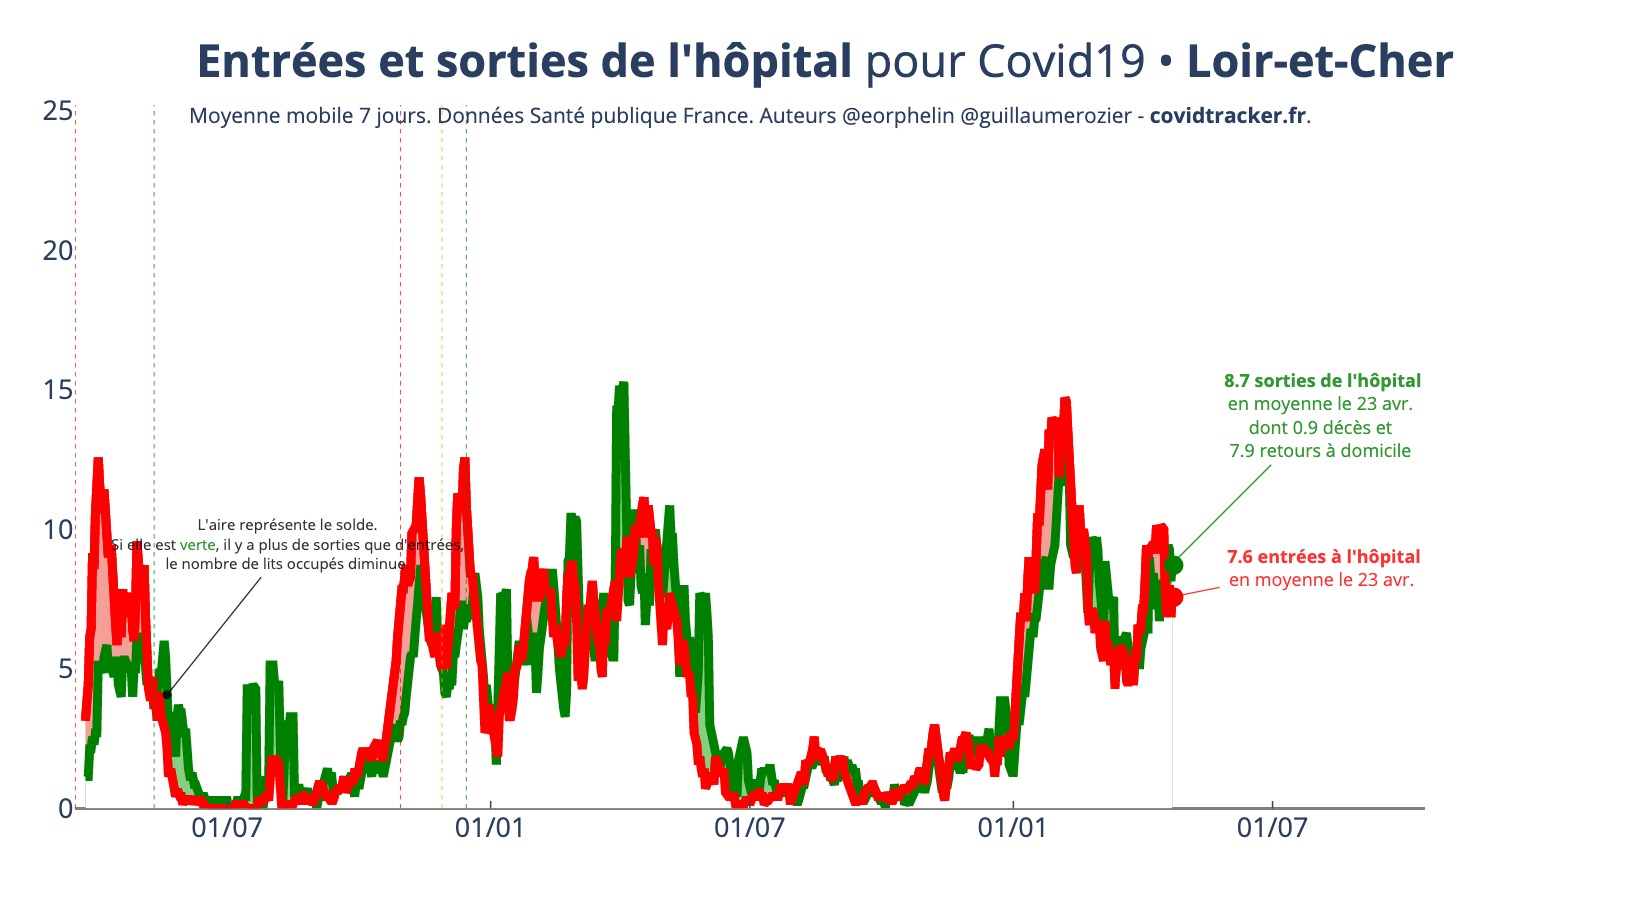 Entrées et sorties de l'hôpital pour Covid19 • Loir-et-Cher
Moyenne mobile 7 jours. Données Santé publique France. Auteurs @eorphelin @guillaumerozier - covidtracker.fr.
25
20
15
10
5
0
L'aire représente le solde.
Si elle est verte, il y a plus de sorties que d'entrées,
le nombre de lits occupés diminue.
8.7 sorties de l'hôpital
en moyenne le 23 avr.
dont 0.9 décès et
7.9 retours à domicile
7.6 entrées à l'hôpital
en moyenne le 23 avr.
01/07 01/01 01/07 01/01 01/07